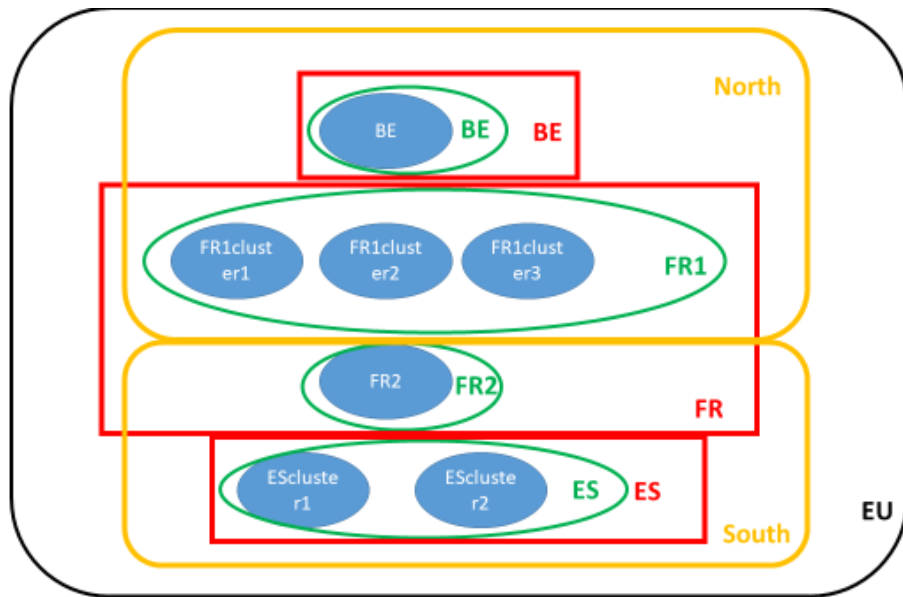 North
BE
BE
BE
FR1clust
er1
FR1clust
er2
FR1clust
er3
FR1
FR2
FR2
FR
EScluste
r1
EScluste
r2
ES
ES
EU
South